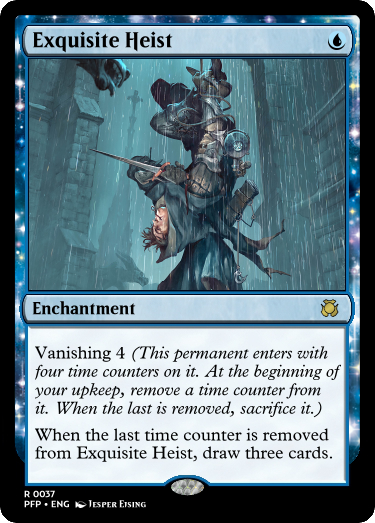 Exquisite Heist
Enchantment
Vanishing 4 (This permanent enters with
four time counters on it. At the beginning of
your upkeep, remove a time counter from
it. When the last is removed, sacrifice it.)
When the last time counter is removed
from Exquisite Heist, draw three cards.
R 0037
PFP • ENG Jesper Ejsing